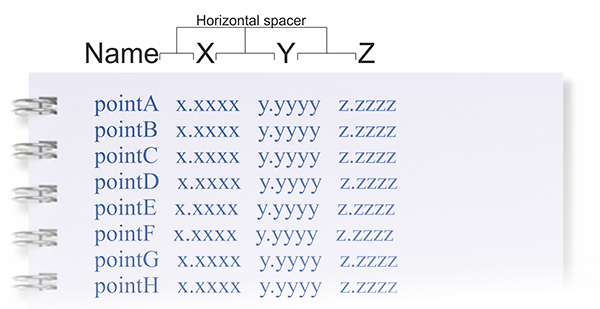 Horizontal spacer
Name X Y Z
pointA x.xxxx y.yyyy z.zzzz
pointB x.xxxx y.yyyy z.zzzz
pointC x.xxxx y.yyyy z.zzzz
pointD x.xxxx y.yyyy z.zzzz
pointE x.xxxx y.yyyy z.zzzz
pointF x.xxxx y.yyyy z.zzzz
pointG x.xxxx y.yyyy z.zzzz
pointH x.xxxx y.yyyy z.zzzz